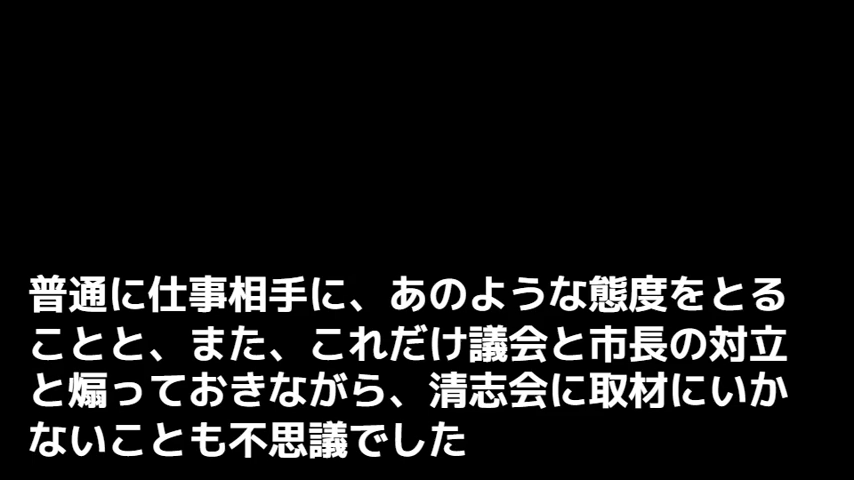 普通に仕事相手に、あのような態度をとる
ことと、また、これだけ議会と市長の対立
と煽っておきながら、清志会に取材にいか
ないことも不思議でした